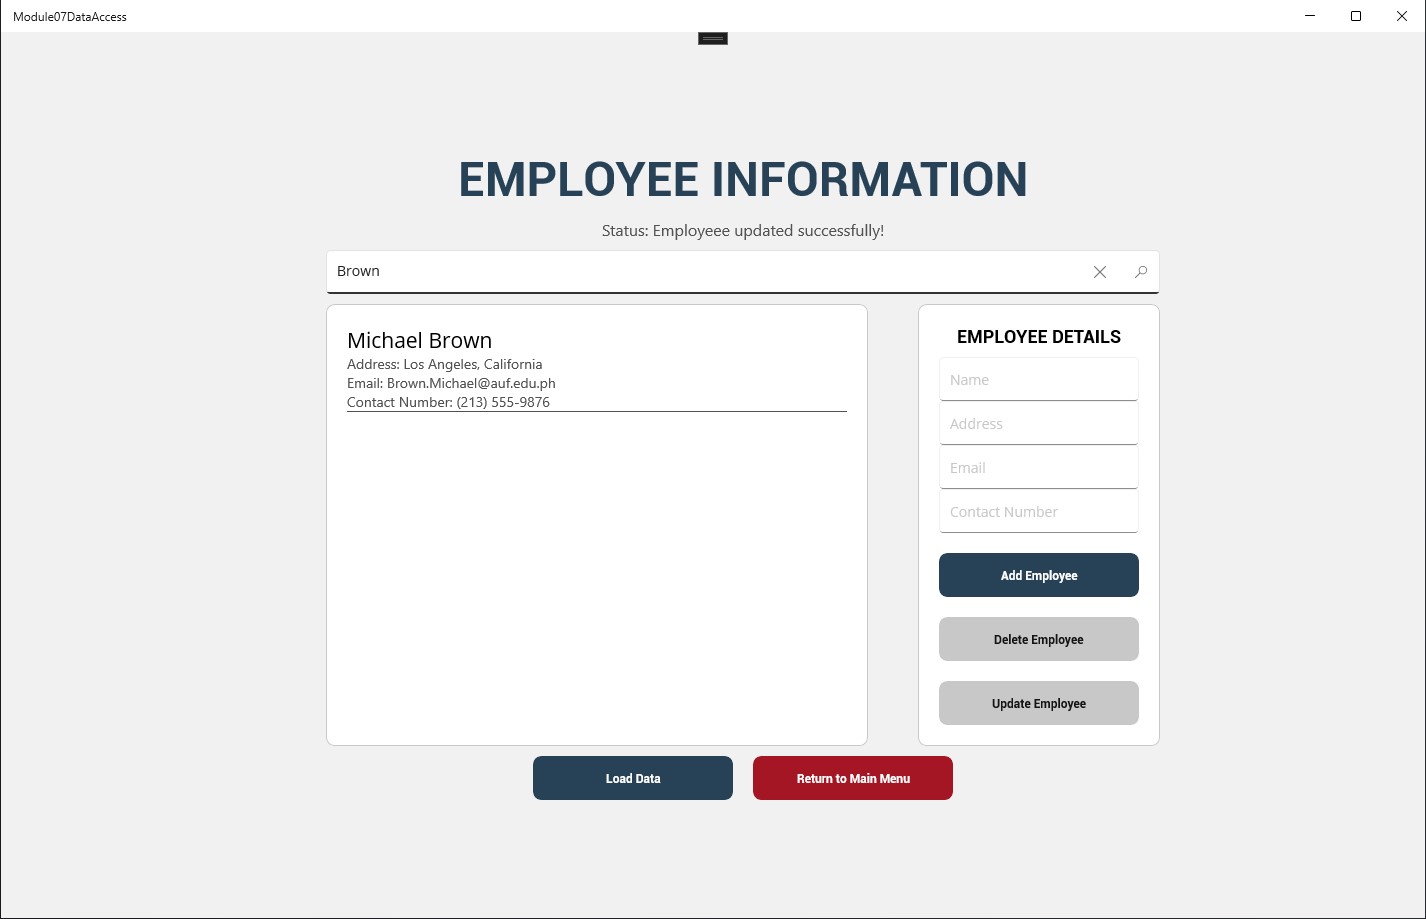 Module07DataAccess
EMPLOYEE INFORMATION
Status: Employeee updated successfully!
Brown
Michael Brown
Address: Los Angeles, California
Email: Brown.Michael@auf.edu.ph
Contact Number: (213) 555-9876
EMPLOYEE DETAILS
Name
Address
Email
Contact Number
Add Employee
Delete Employee
Update Employee
Load Data
Return to Main Menu